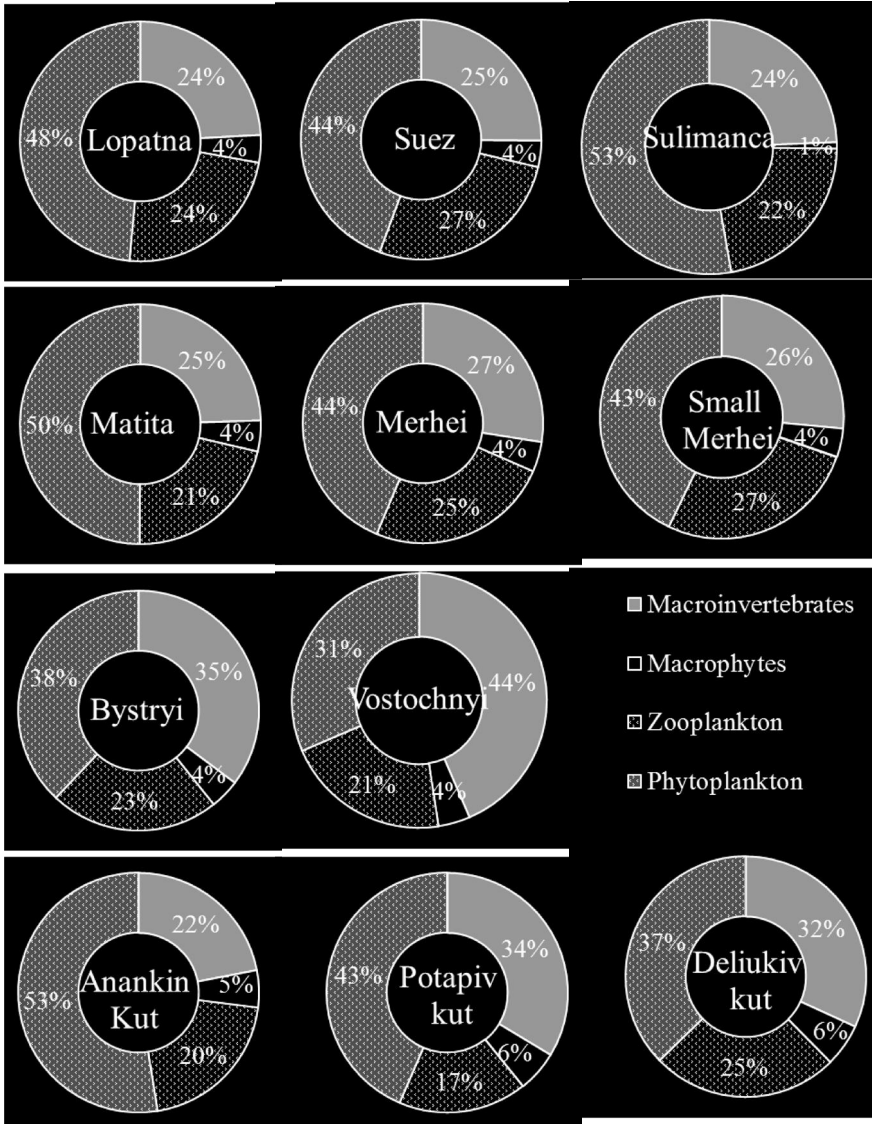 24%
48%
Lopatna
4%
24%
25%
44%
Suez
4%
27%
24%
Sulimanca
1%
53%
22%
25%
50%
Matita
4%
21%
27%
44%
Merhei
4%
25%
26%
43%
Small
Merhei
4%
27%
35%
38%
Bystryi
4%
23%
31%
44%
Vostochnyi
21%
4%
Macroinvertebrates
Macrophytes
Zooplankton
Phytoplankton
22%
53%
Anankin
Kut
5%
20%
34%
43%
Potapiv
kut
6%
17%
32%
37%
Deliukiv
kut
6%
25%